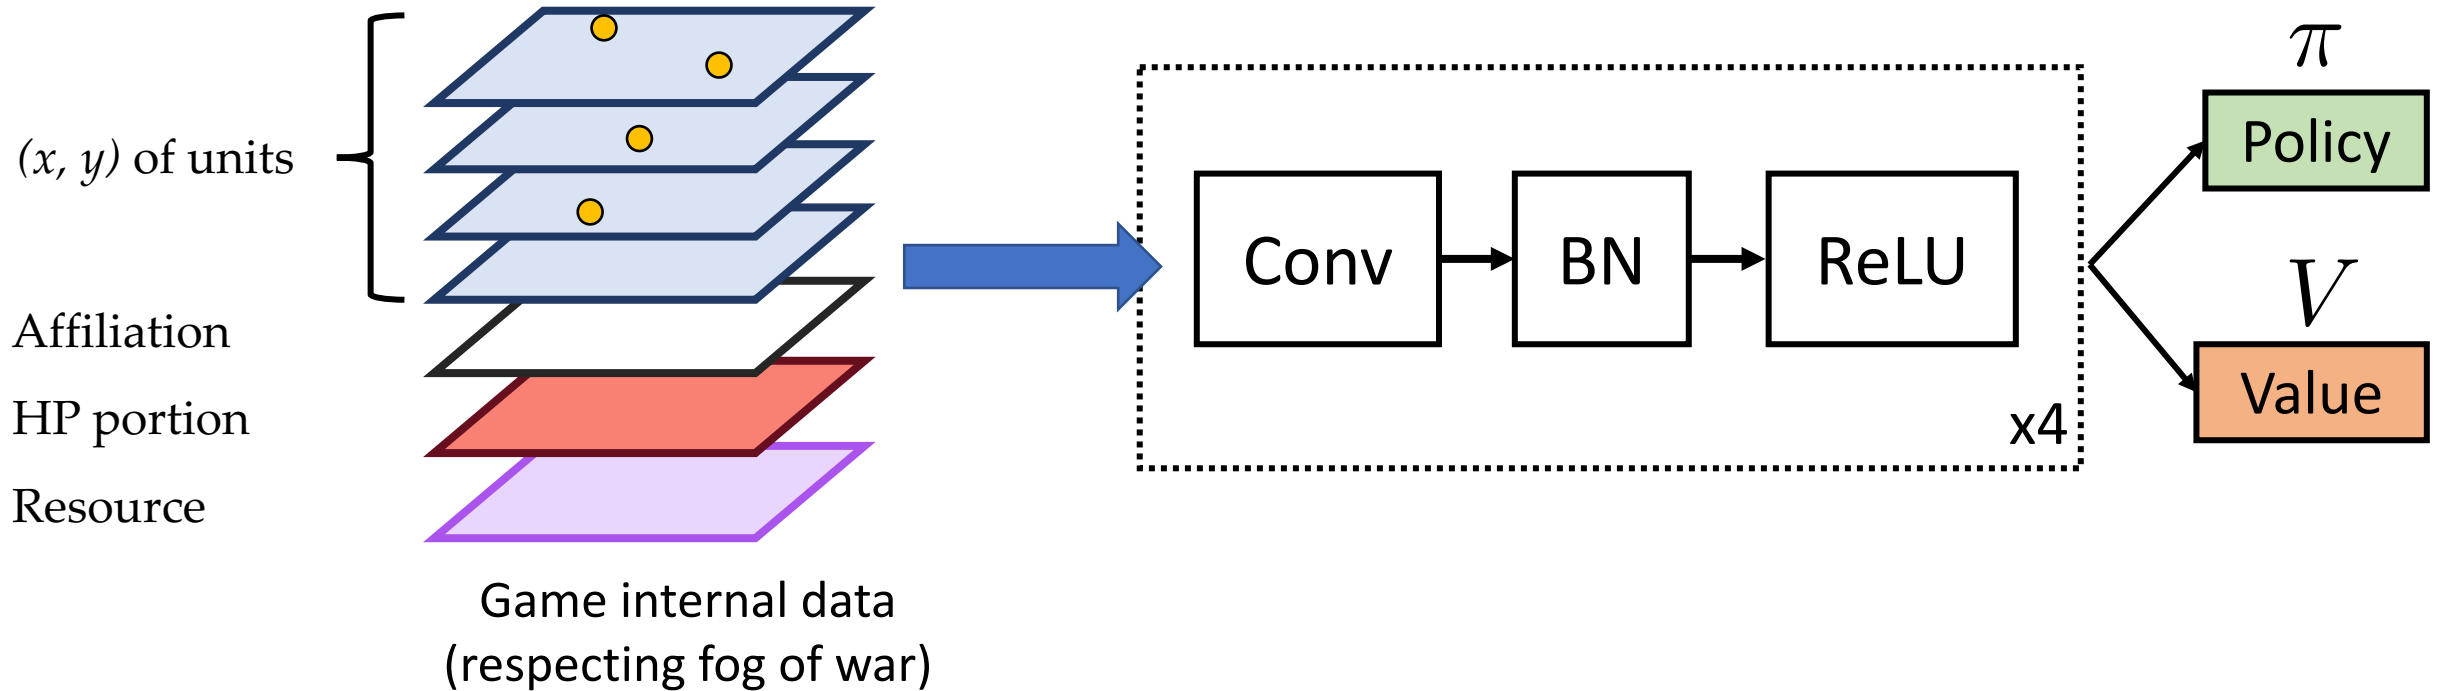 (x, y) of units
Affiliation
HP portion
Resource
Game internal data
(respecting fog of war)
Conv
BN
ReLU
x4
π
Policy
V
Value